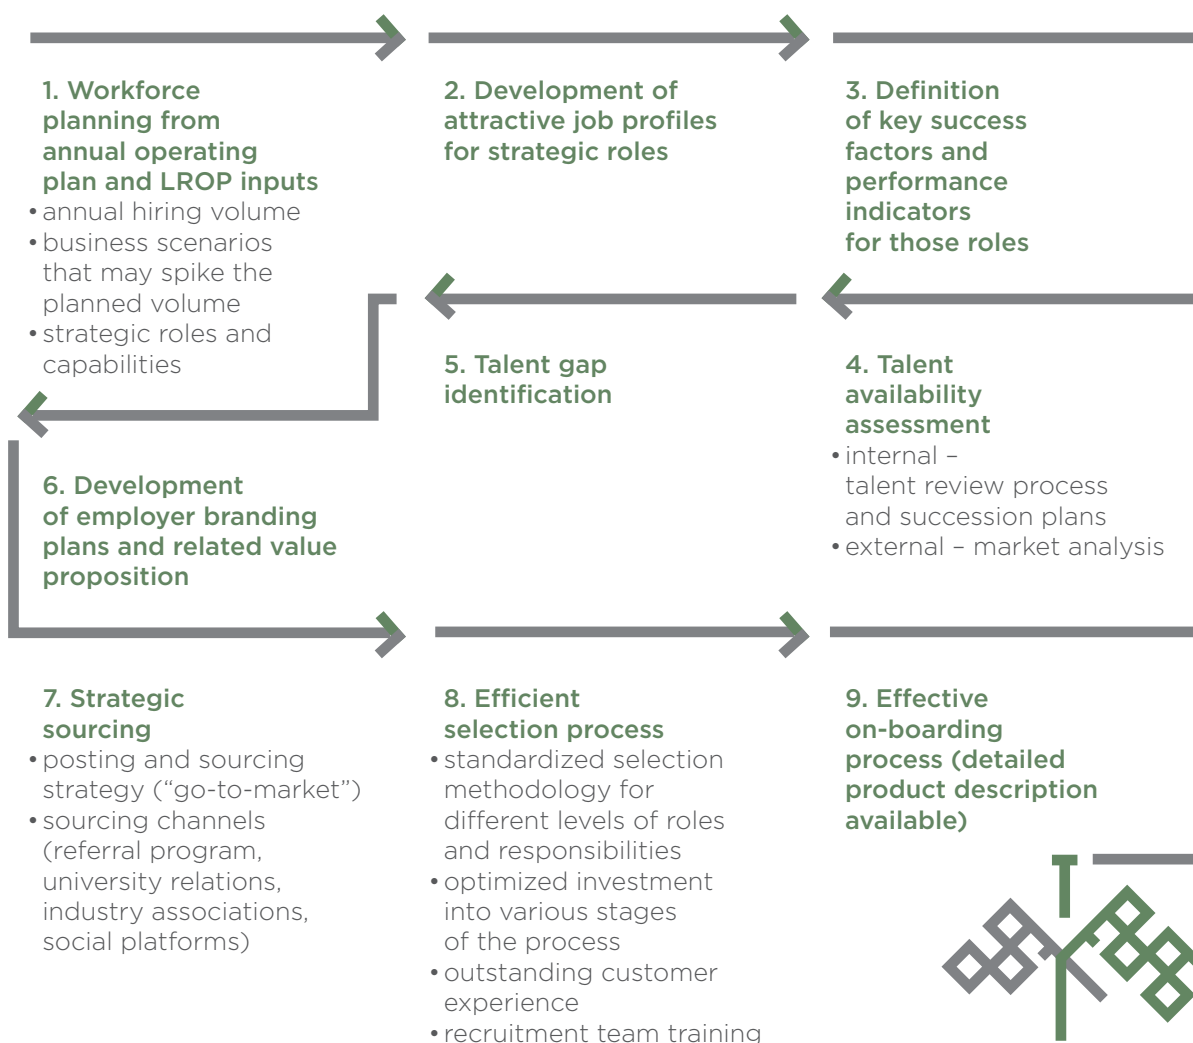 1. Workforce
planning from
annual operating
plan and LROP inputs
• annual hiring volume
• business scenarios
that may spike the
planned volume
• strategic roles and
capabilities
2. Development of
attractive job profiles
for strategic roles
3. Definition
of key success
factors and
performance
indicators
for those roles
4. Talent
availability
assessment
• internal –
talent review process
and succession plans
• external – market analysis
5. Talent gap
identification
6. Development
of employer branding
plans and related value
proposition
7. Strategic
sourcing
• posting and sourcing
strategy (“go-to-market”)
• sourcing channels
(referral program,
university relations,
industry associations,
social platforms)
8. Efficient
selection process
• standardized selection
methodology for
different levels of roles
and responsibilities
• optimized investment
into various stages
of the process
• outstanding customer
experience
• recruitment team training
9. Effective
on-boarding
process (detailed
product description
available)